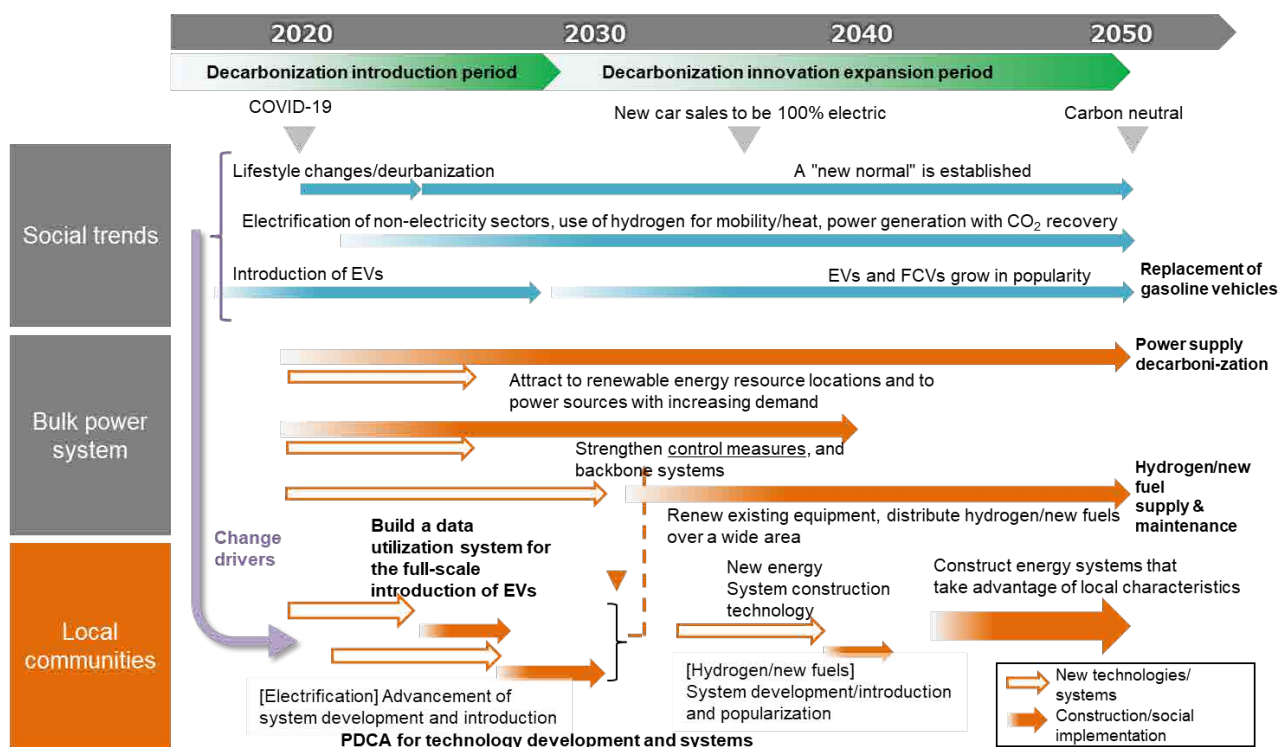 2020 2030 2040 2050
Decarbonization introduction period
Decarbonization innovation expansion period
COVID-19
New car sales to be 100% electric
Carbon neutral
Social trends
Lifestyle changes/deurbanization
A "new normal" is established
Electrification of non-electricity sectors, use of hydrogen for mobility/heat, power generation with CO₂ recovery
Introduction of EVs
EVs and FCVs grow in popularity
Replacement of
gasoline vehicles
Bulk power
system
Power supply
decarboni-zation
Attract to renewable energy resource locations and to
power sources with increasing demand
Strengthen control measures, and
backbone systems
Hydrogen/new
fuel
supply &
maintenance
Renew existing equipment, distribute hydrogen/new fuels
over a wide area
Change
drivers
Local
communities
Build a data
utilization system for
the full-scale
introduction of EVs
New energy
System construction
technology
Construct energy systems that
take advantage of local characteristics
[Electrification] Advancement of
system development and introduction
[Hydrogen/new fuels]
System development/introduction
and popularization
PDCA for technology development and systems
New technologies/
systems
Construction/social
implementation